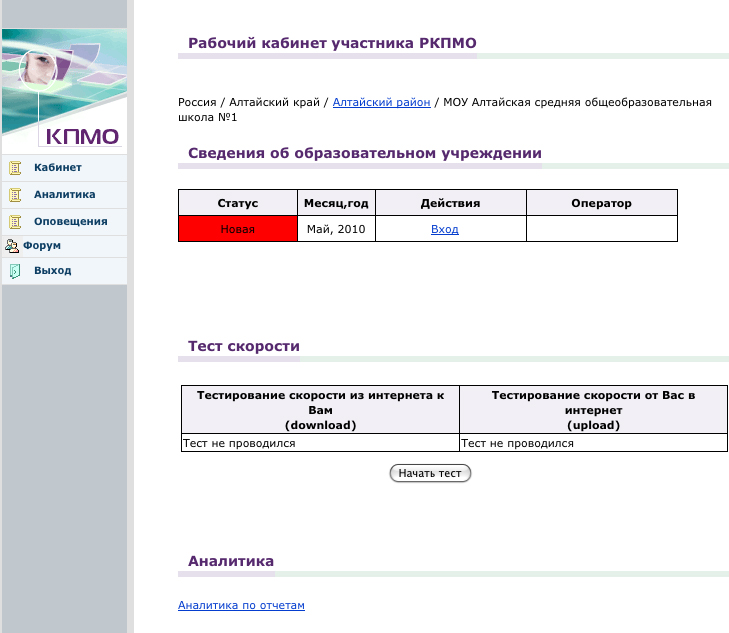 КПМО
Кабинет
Аналитика
Оповещения
Форум
Выход
Рабочий кабинет участника РКПМО
Россия / Алтайский край / Алтайский район / МОУ Алтайская средняя общеобразовательная
школа №1
Сведения об образовательном учреждении
Статус Месяц,год Действия Оператор
Новая Май, 2010 Вход
Тест скорости
Тестирование скорости из интернета к
Вам
(download)
Тестирование скорости от Вас в
интернет
(upload)
Тест не проводился Тест не проводился
Начать тест
Аналитика
Аналитика по отчетам